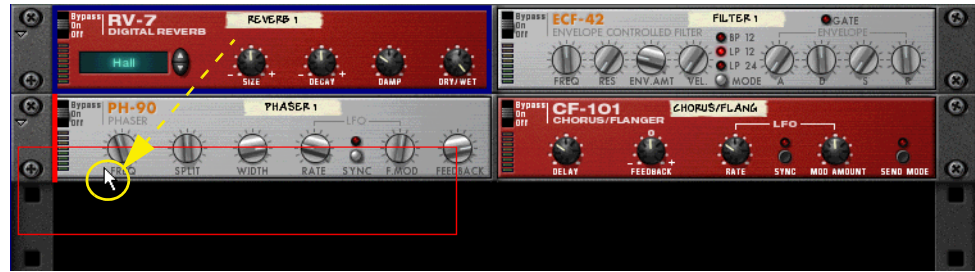 Bypass
On
Off
RV-7
DIGITAL REVERB
REVERB 1
Hall
SIZE
DECAY
DAMP
DRY/WET
Bypass
On
Off
ECF-42
ENVELOPE CONTROLLED FILTER
FILTER 1
GATE
ENVELOPE
BP 12
LP 12
LP 24
MODE
FREQ
RES
ENV.AMT
VEL.
A
D
S
R
Bypass
On
Off
PH-90
PHASER
PHASER 1
LFO
FREQ
SPLIT
WIDTH
RATE
SYNC
F.MOD
FEEDBACK
Bypass
On
Off
CF-101
CHORUS/FLANGER
CHORUS/FLANG
LFO
0
DELAY
FEEDBACK
RATE
SYNC
MOD AMOUNT
SEND MODE